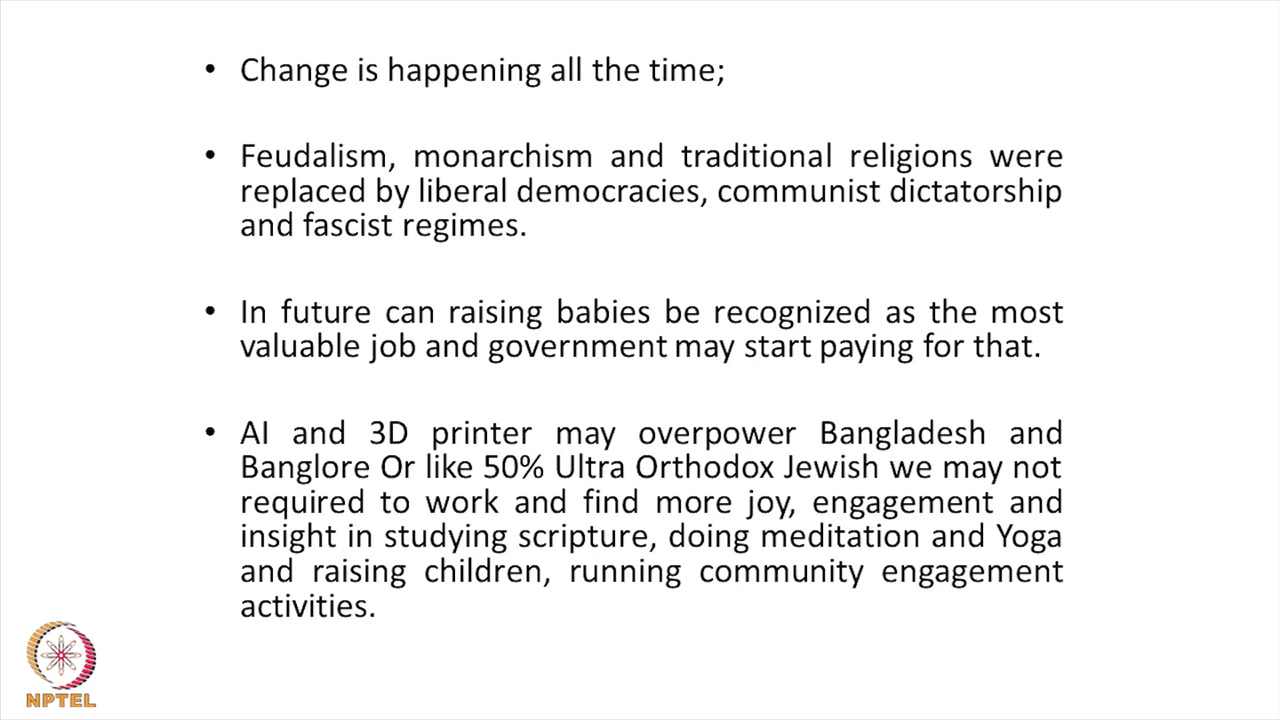 • Change is happening all the time;
• Feudalism, monarchism and traditional religions were
replaced by liberal democracies, communist dictatorship
and fascist regimes.
• In future can raising babies be recognized as the most
valuable job and government may start paying for that.
• AI and 3D printer may overpower Bangladesh and
Banglore Or like 50% Ultra Orthodox Jewish we may not
required to work and find more joy, engagement and
insight in studying scripture, doing meditation and Yoga
and raising children, running community engagement
activities.
NPTEL